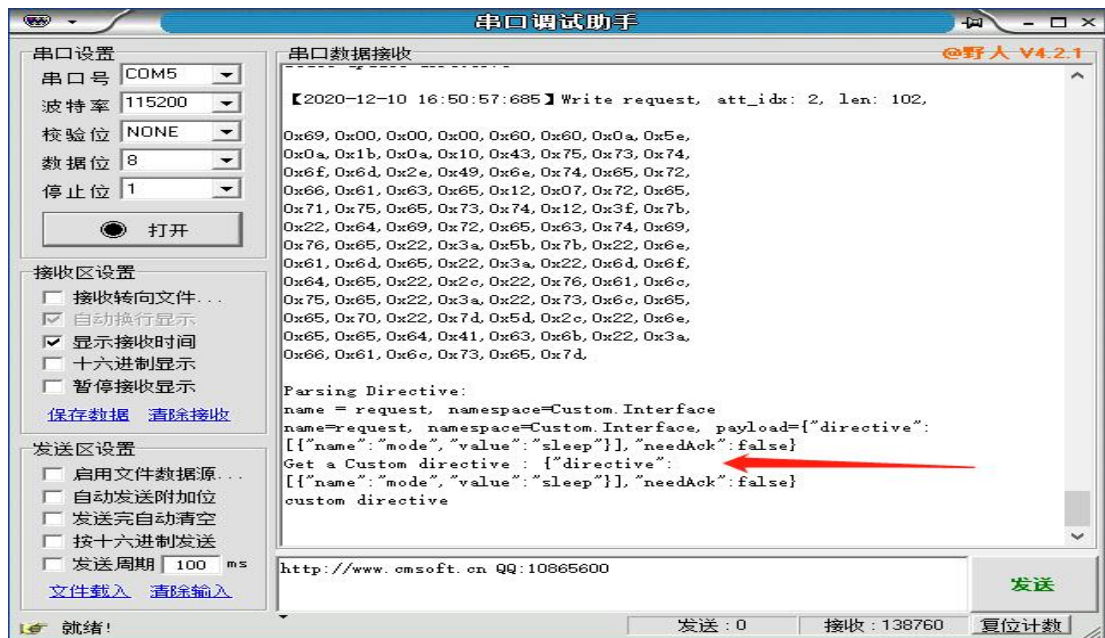 串口调试助手
串口设置
串口号 COM5
波特率 115200
校验位 NONE
数据位 8
停止位 1
打开
接收区设置
接收转向文件...
自动换行显示
显示接收时间
十六进制显示
暂停接收显示
保存数据 清除接收
发送区设置
启用文件数据源...
自动发送附加位
发送完自动清空
按十六进制发送
发送周期 100 ms
文件载入 清除输入
串口数据接收
@野人 V4.2.1
【2020-12-10 16:50:57:685】Write request, att_idx: 2, len: 102,
0x69, 0x00, 0x00, 0x00, 0x60, 0x60, 0x0a, 0x5e,
0x0a, 0x1b, 0x0a, 0x10, 0x43, 0x75, 0x73, 0x74,
0x6f, 0x6d, 0x2e, 0x49, 0x6e, 0x74, 0x65, 0x72,
0x66, 0x61, 0x63, 0x65, 0x12, 0x07, 0x72, 0x65,
0x71, 0x75, 0x65, 0x73, 0x74, 0x12, 0x3f, 0x7b,
0x22, 0x64, 0x69, 0x72, 0x65, 0x63, 0x74, 0x69,
0x76, 0x65, 0x22, 0x3a, 0x5b, 0x7b, 0x22, 0x6e,
0x61, 0x6d, 0x65, 0x22, 0x3a, 0x22, 0x6d, 0x6f,
0x64, 0x65, 0x22, 0x2c, 0x22, 0x76, 0x61, 0x6c,
0x75, 0x65, 0x22, 0x3a, 0x22, 0x73, 0x6c, 0x65,
0x65, 0x70, 0x22, 0x7d, 0x5d, 0x2c, 0x22, 0x6e,
0x65, 0x65, 0x64, 0x41, 0x63, 0x6b, 0x22, 0x3a,
0x66, 0x61, 0x6c, 0x73, 0x65, 0x7d,
Parsing Directive:
name = request, namespace=Custom.Interface
name=request, namespace=Custom.Interface, payload={"directive":
[{"name":"mode","value":"sleep"}],"needAck":false}
Get a Custom directive : {"directive":
[{"name":"mode","value":"sleep"}],"needAck":false}
custom directive
http://www.cmsoft.cn QQ:10865600
发送
就绪!
发送:0
接收:138760
复位计数